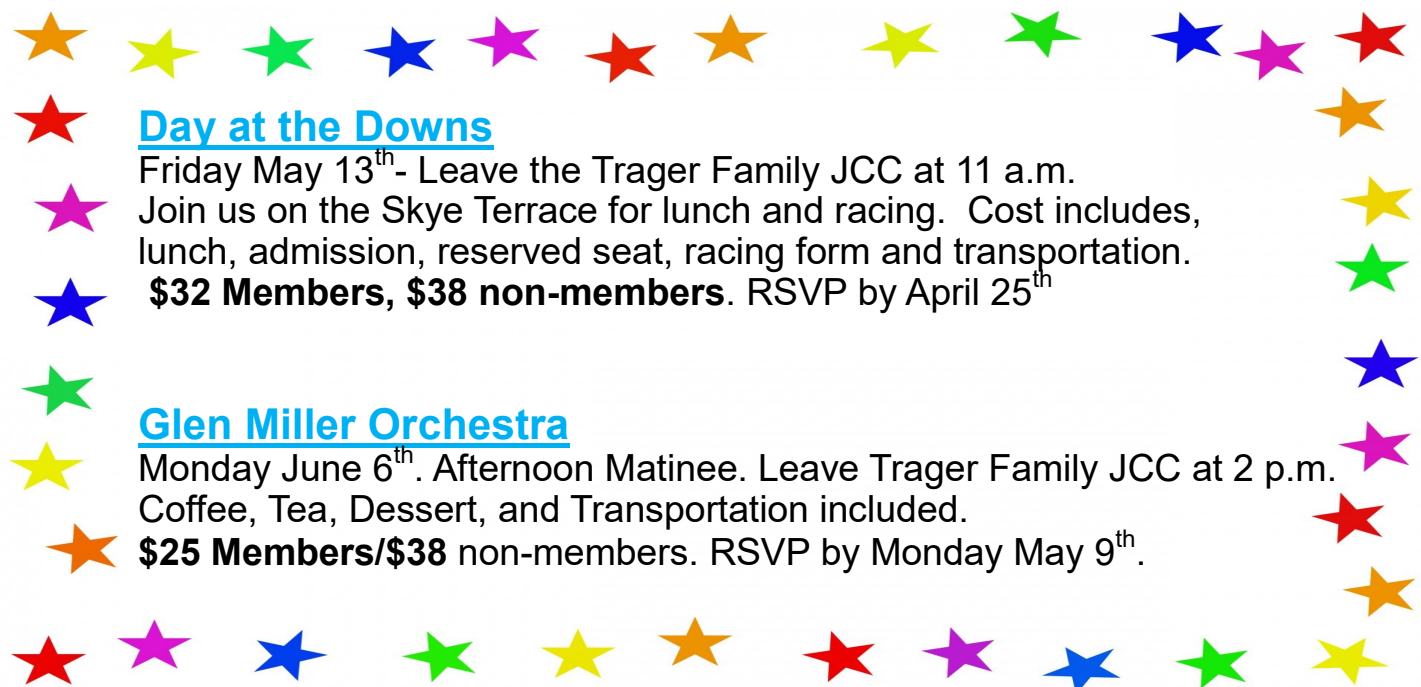 Day at the Downs
Friday May 13th- Leave the Trager Family JCC at 11 a.m.
Join us on the Skye Terrace for lunch and racing.  Cost includes,
lunch, admission, reserved seat, racing form and transportation.
$32 Members, $38 non-members. RSVP by April 25th
Glen Miller Orchestra
Monday June 6th. Afternoon Matinee. Leave Trager Family JCC at 2 p.m.
Coffee, Tea, Dessert, and Transportation included.
$25 Members/$38 non-members. RSVP by Monday May 9th.